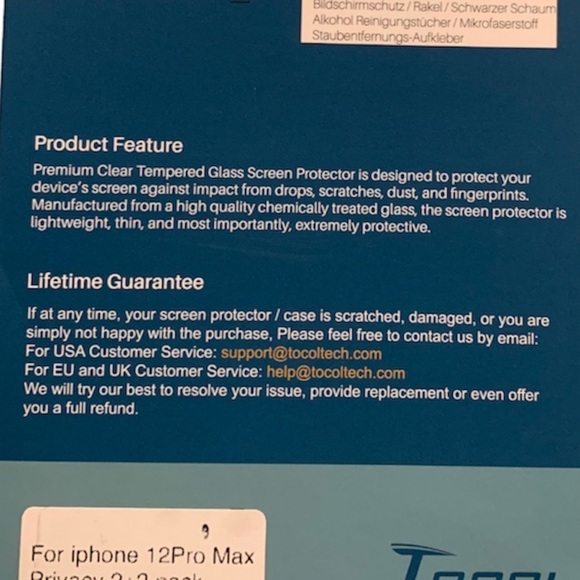 Bildschirmschutz / Rakel / Schwarzer Schaum
Alkohol Reinigungstücher / Mikrofaserstoff
Staubentfernungs-Aufkleber
Product Feature
Premium Clear Tempered Glass Screen Protector is designed to protect your
device's screen against impact from drops, scratches, dust, and fingerprints.
Manufactured from a high quality chemically treated glass, the screen protector is
lightweight, thin, and most importantly, extremely protective.
Lifetime Guarantee
If at any time, your screen protector / case is scratched, damaged, or you are
simply not happy with the purchase, Please feel free to contact us by email:
For USA Customer Service: support@tocoltech.com
For EU and UK Customer Service: help@tocoltech.com
We will try our best to resolve your issue, provide replacement or even offer
you a full refund.
For iphone 12Pro Max
Privacy 2+2 pack